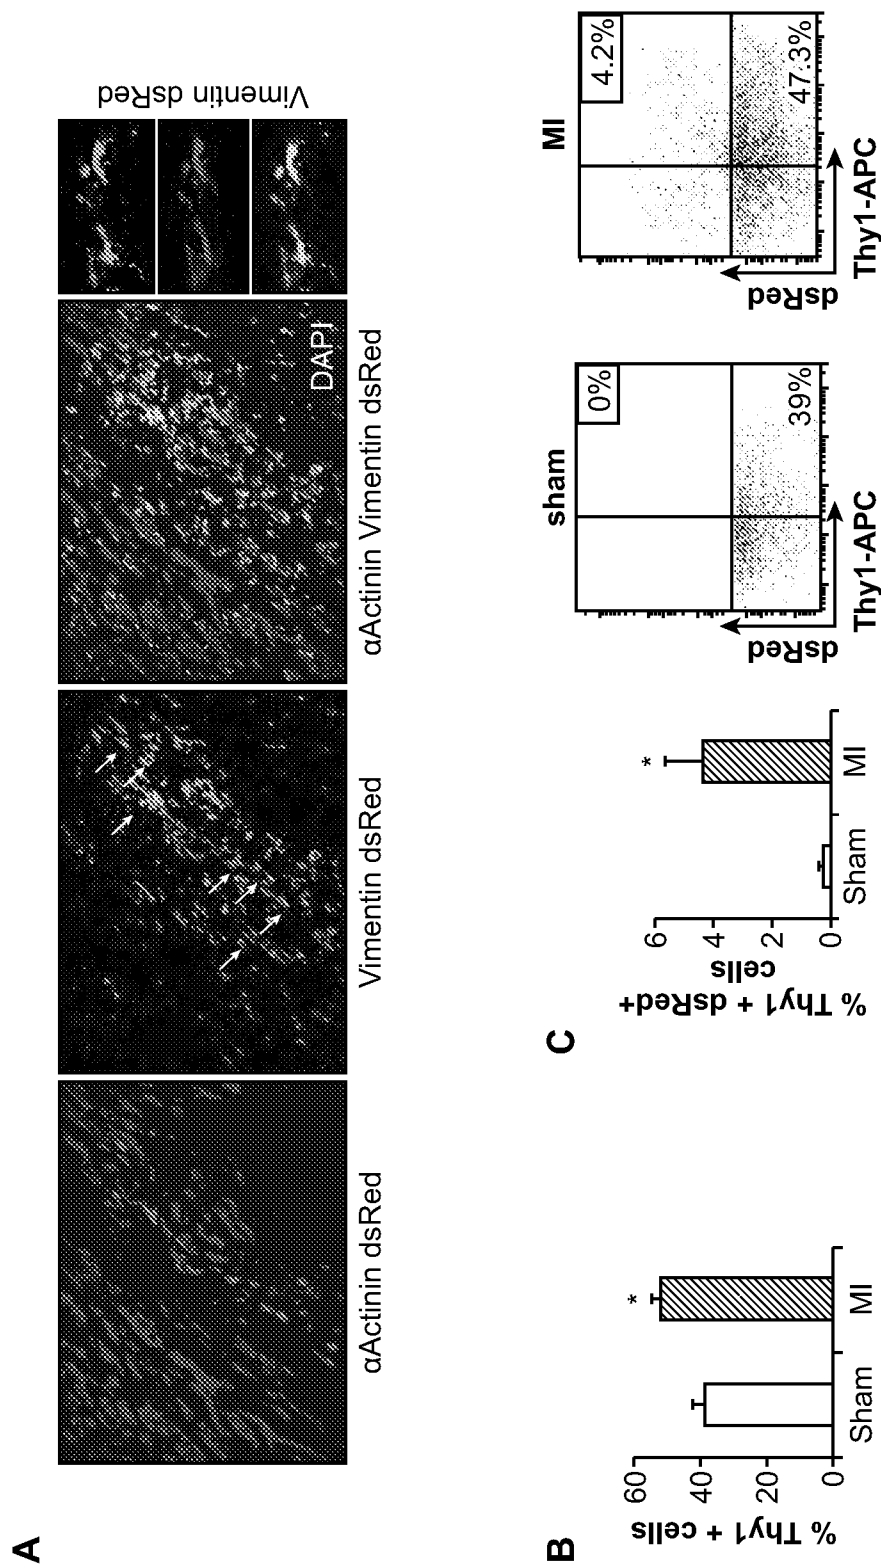 A
αActinin dsRed
Vimentin dsRed
αActinin Vimentin dsRed
DAPI
Vimentin dsRed
B
% Thy1 + cells
60
40
20
0
*
Sham
MI
C
% Thy1 + dsRed+
cells
6
4
2
0
*
Sham
MI
sham
0%
39%
dsRed
Thy1-APC
MI
4.2%
47.3%
dsRed
Thy1-APC